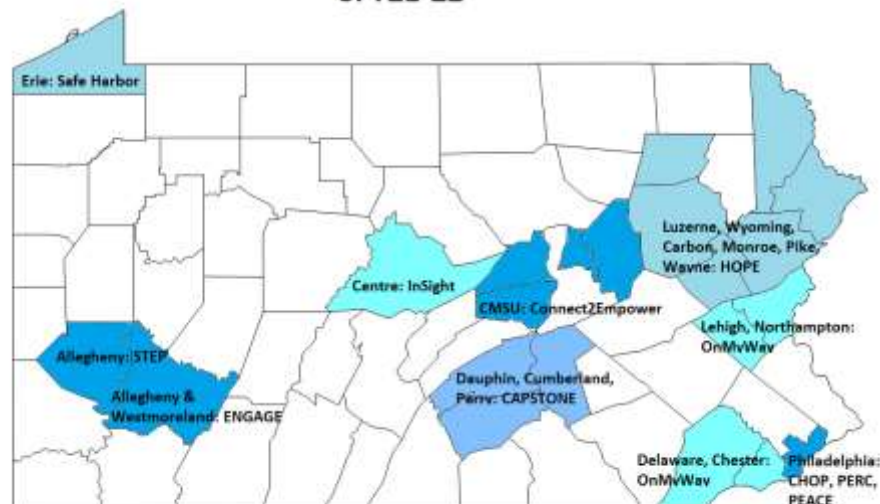 Erie: Safe Harbor
Luzerne, Wyoming,
Carbon, Monroe, Pike,
Wayne: HOPE
Centre: InSight
CMSU: Connect2Empower
Lehigh, Northampton:
OnMyWay
Allegheny: STEP
Dauphin, Cumberland,
Perry: CAPSTONE
Allegheny &
Westmoreland: ENGAGE
Delaware, Chester:
OnMyWay
Philadelphia:
CHOP, PERC,
PEACE